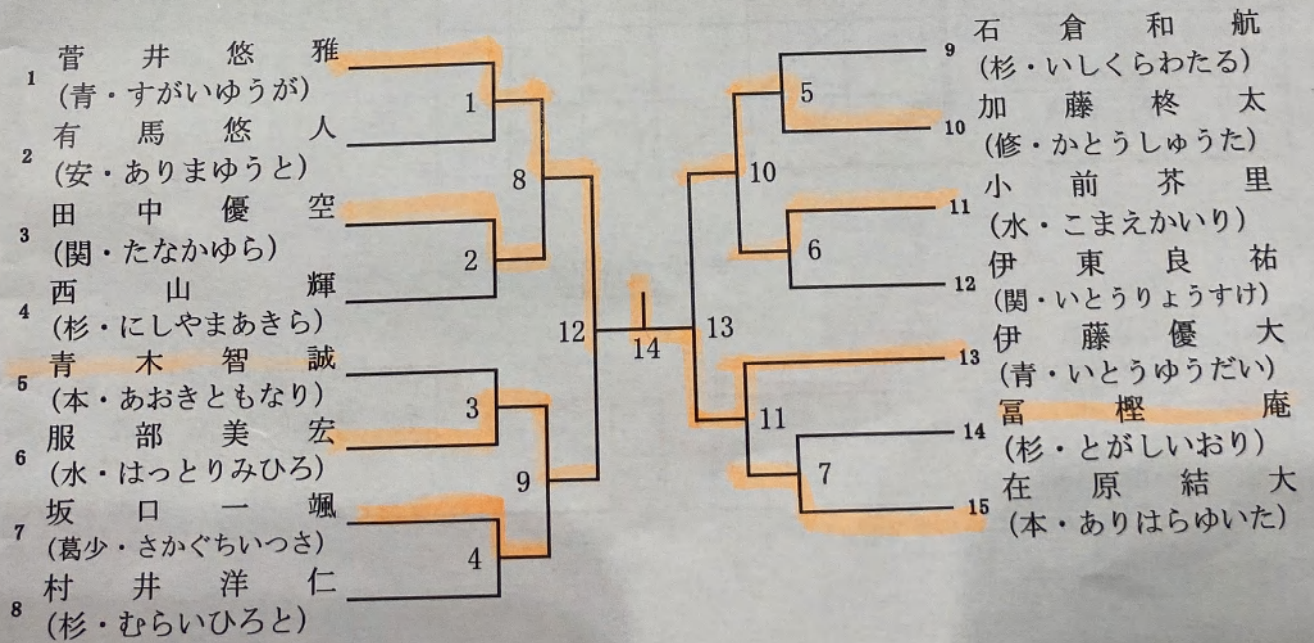 1 菅井悠雅
(青・すがいゆうが)
2 有馬悠人
(安・ありまゆうと)
3 田中優空
(関・たなかゆら)
4 西山輝
(杉・にしやまあきら)
5 青木智誠
(本・あおきともなり)
6 服部美宏
(水・はっとりみひろ)
7 坂口一颯
(葛少・さかぐちいつさ)
8 村井洋仁
(杉・むらいひろと)
1
2
3
4
8
9
12
14
13
10
11
5
6
7
9 石倉和航
(杉・いしくらわたる)
10 加藤柊太
(修・かとうしゅうた)
11 小前芥里
(水・こまえかいり)
12 伊東良祐
(関・いとうりょうすけ)
13 伊藤優大
(青・いとうゆうだい)
14 冨樫庵
(杉・とがしいおり)
15 在原結大
(本・ありはらゆいた)